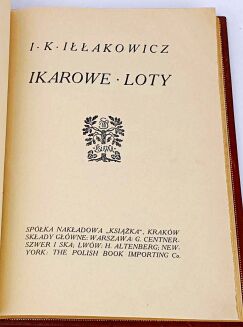 I · K · IŁŁAKOWICZ
IKAROWE · LOTY
SPÓŁKA NAKŁADOWA „KSIĄŻKA", KRAKÓW
SKŁADY GŁÓWNE: WARSZAWA: G. CENTNER-
SZWER I SKA; LWÓW: H. ALTENBERG; NEW-
YORK: THE POLISH BOOK IMPORTING Co.